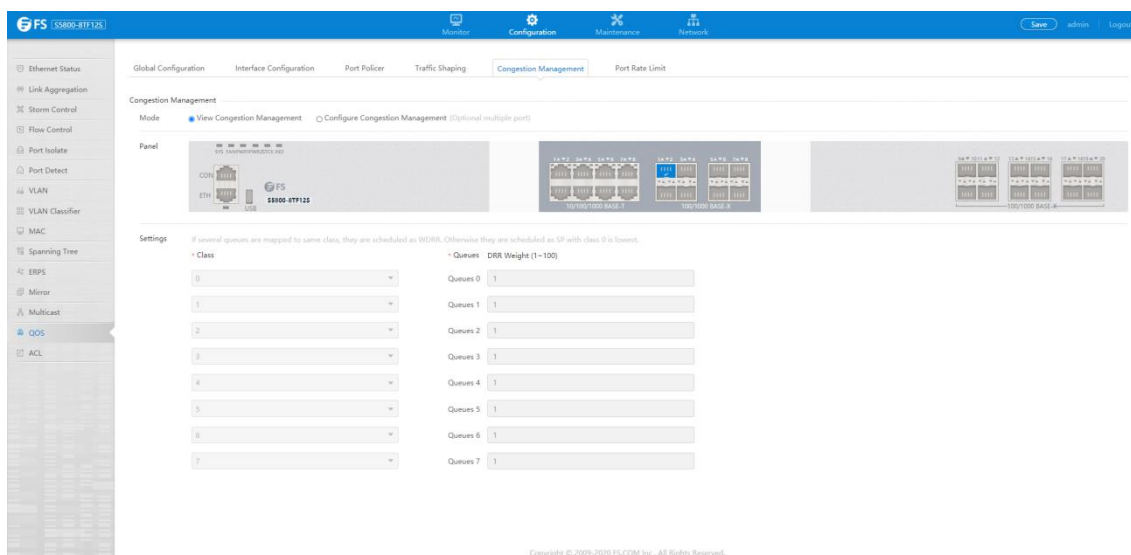 FS S5800-8TF12S
Monitor Configuration Maintenance Network
Save admin Logout
Ethernet Status
Link Aggregation
Storm Control
Flow Control
Port Isolate
Port Detect
VLAN
VLAN Classifier
MAC
Spanning Tree
ERPS
Mirror
Multicast
QOS
ACL
Global Configuration Interface Configuration Port Policer Traffic Shaping Congestion Management Port Rate Limit
Congestion Management
Mode View Congestion Management Configure Congestion Management (Optional multiple port)
Panel
CON
ETH
USB
FS
S5800-8TF12S
10/100/1000 BASE-T
100/1000 BASE-X
100/1000 BASE-X
Settings If several queues are mapped to same class, they are scheduled as WDRR. Otherwise they are scheduled as SP with class 0 is lowest.
* Class * Queues DRR Weight (1~100)
0 Queues 0 1
1 Queues 1 1
2 Queues 2 1
3 Queues 3 1
4 Queues 4 1
5 Queues 5 1
6 Queues 6 1
7 Queues 7 1
Copyright © 2009-2020 FS.COM Inc. All Rights Reserved.